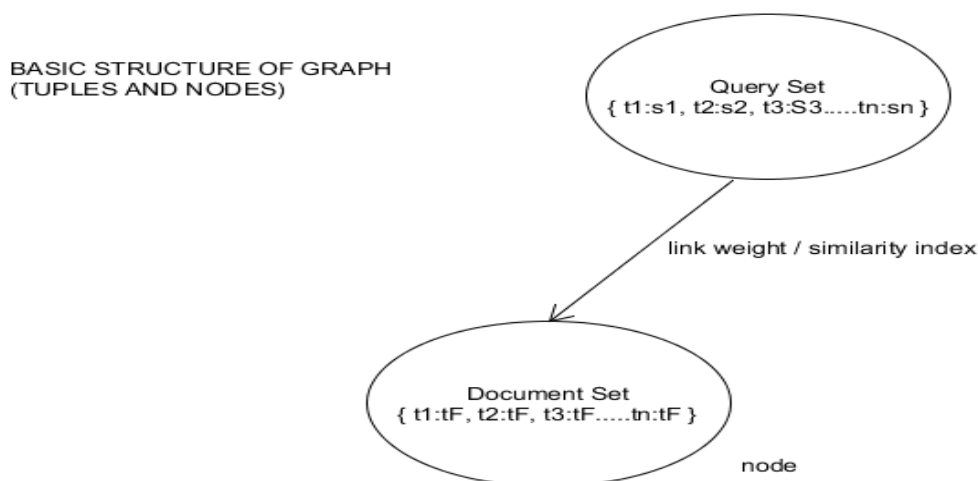 BASIC STRUCTURE OF GRAPH
(TUPLES AND NODES)
Query Set
{ t1:s1, t2:s2, t3:S3.....tn:sn }
link weight / similarity index
Document Set
{ t1:tF, t2:tF, t3:tF.....tn:tF }
node